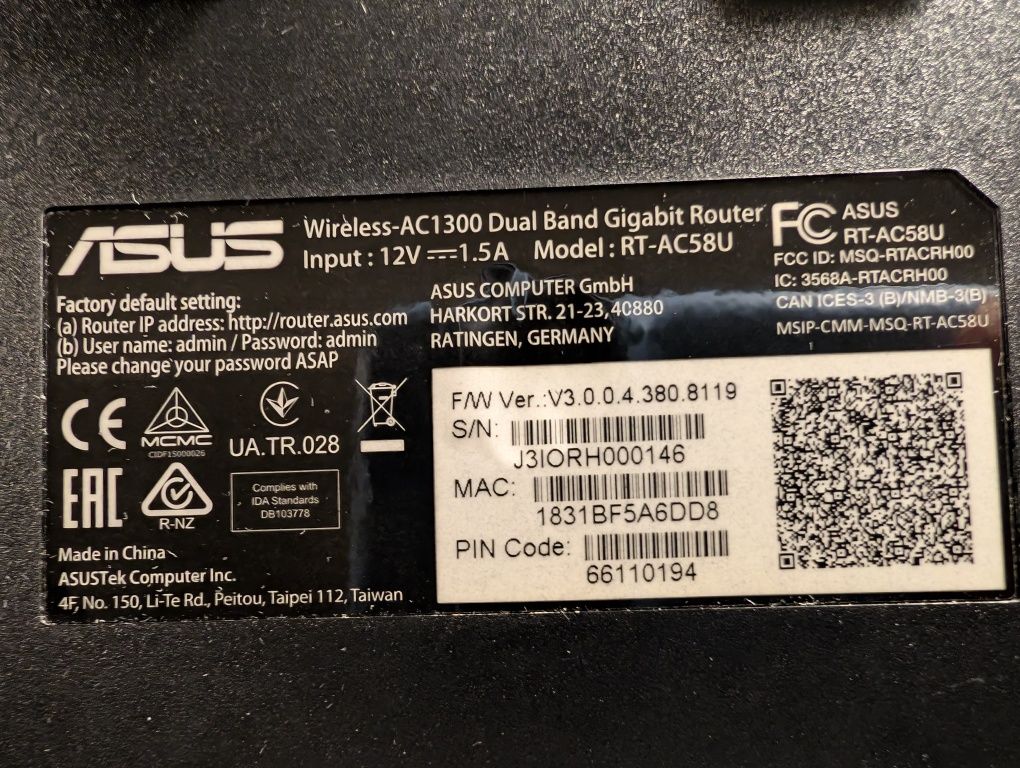 ASUS
Wireless-AC1300 Dual Band Gigabit Router
Input : 12V ⎓ 1.5A Model : RT-AC58U
FC ASUS
RT-AC58U
FCC ID: MSQ-RTACRH00
IC: 3568A-RTACRH00
CAN ICES-3 (B)/NMB-3(B)
MSIP-CMM-MSQ-RT-AC58U
Factory default setting:
(a) Router IP address: http://router.asus.com
(b) User name: admin / Password: admin
Please change your password ASAP
ASUS COMPUTER GmbH
HARKORT STR. 21-23, 40880
RATINGEN, GERMANY
CE
MCMC
CIDF15000026
UA.TR.028
EAC
R-NZ
Complies with
IDA Standards
DB103778
Made in China
ASUSTek Computer Inc.
4F, No. 150, Li-Te Rd., Peitou, Taipei 112, Taiwan
F/W Ver.:V3.0.0.4.380.8119
S/N:
J3IORH000146
MAC:
1831BF5A6DD8
PIN Code:
66110194